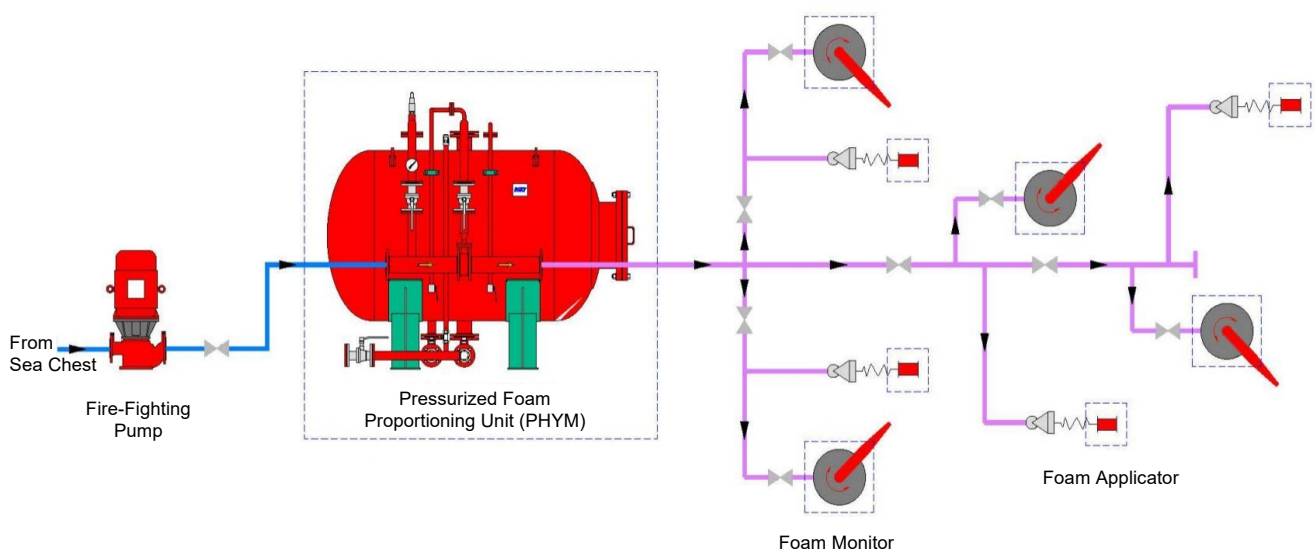 From
Sea Chest
Fire-Fighting
Pump
Pressurized Foam
Proportioning Unit (PHYM)
Foam Applicator
Foam Monitor